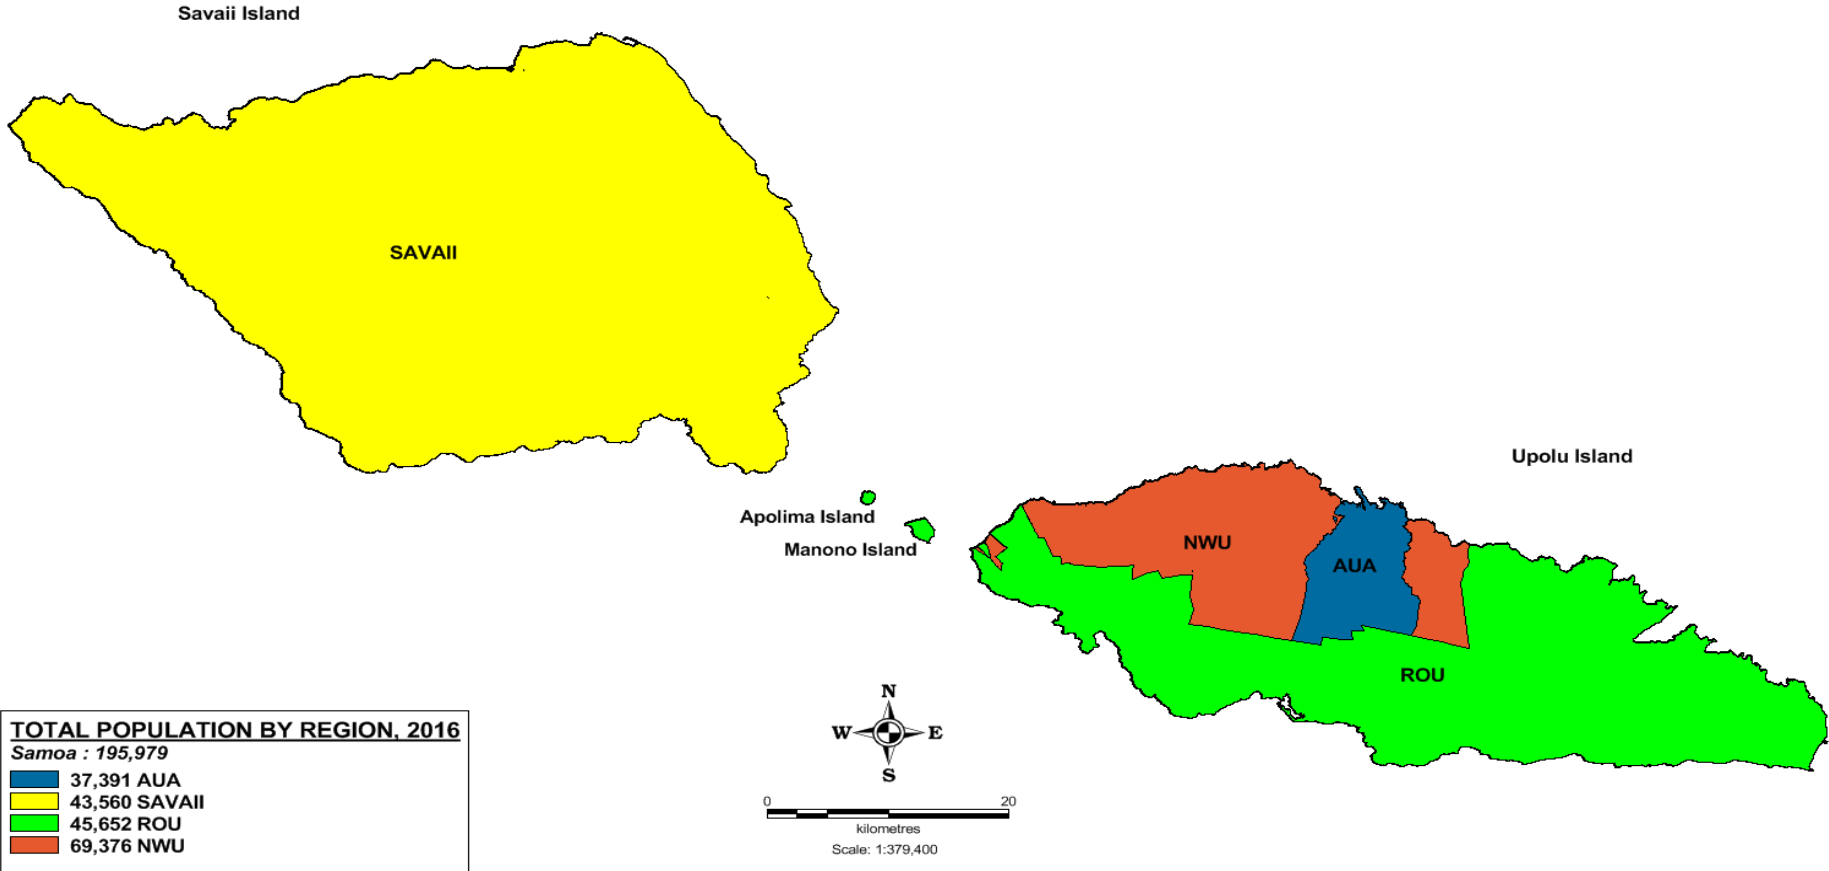 Savaii Island
SAVAII
Upolu Island
Apolima Island
Manono Island
NWU
AUA
ROU
N
W E
S
0 20
kilometres
Scale: 1:379,400
TOTAL POPULATION BY REGION, 2016
Samoa : 195,979
37,391 AUA
43,560 SAVAII
45,652 ROU
69,376 NWU